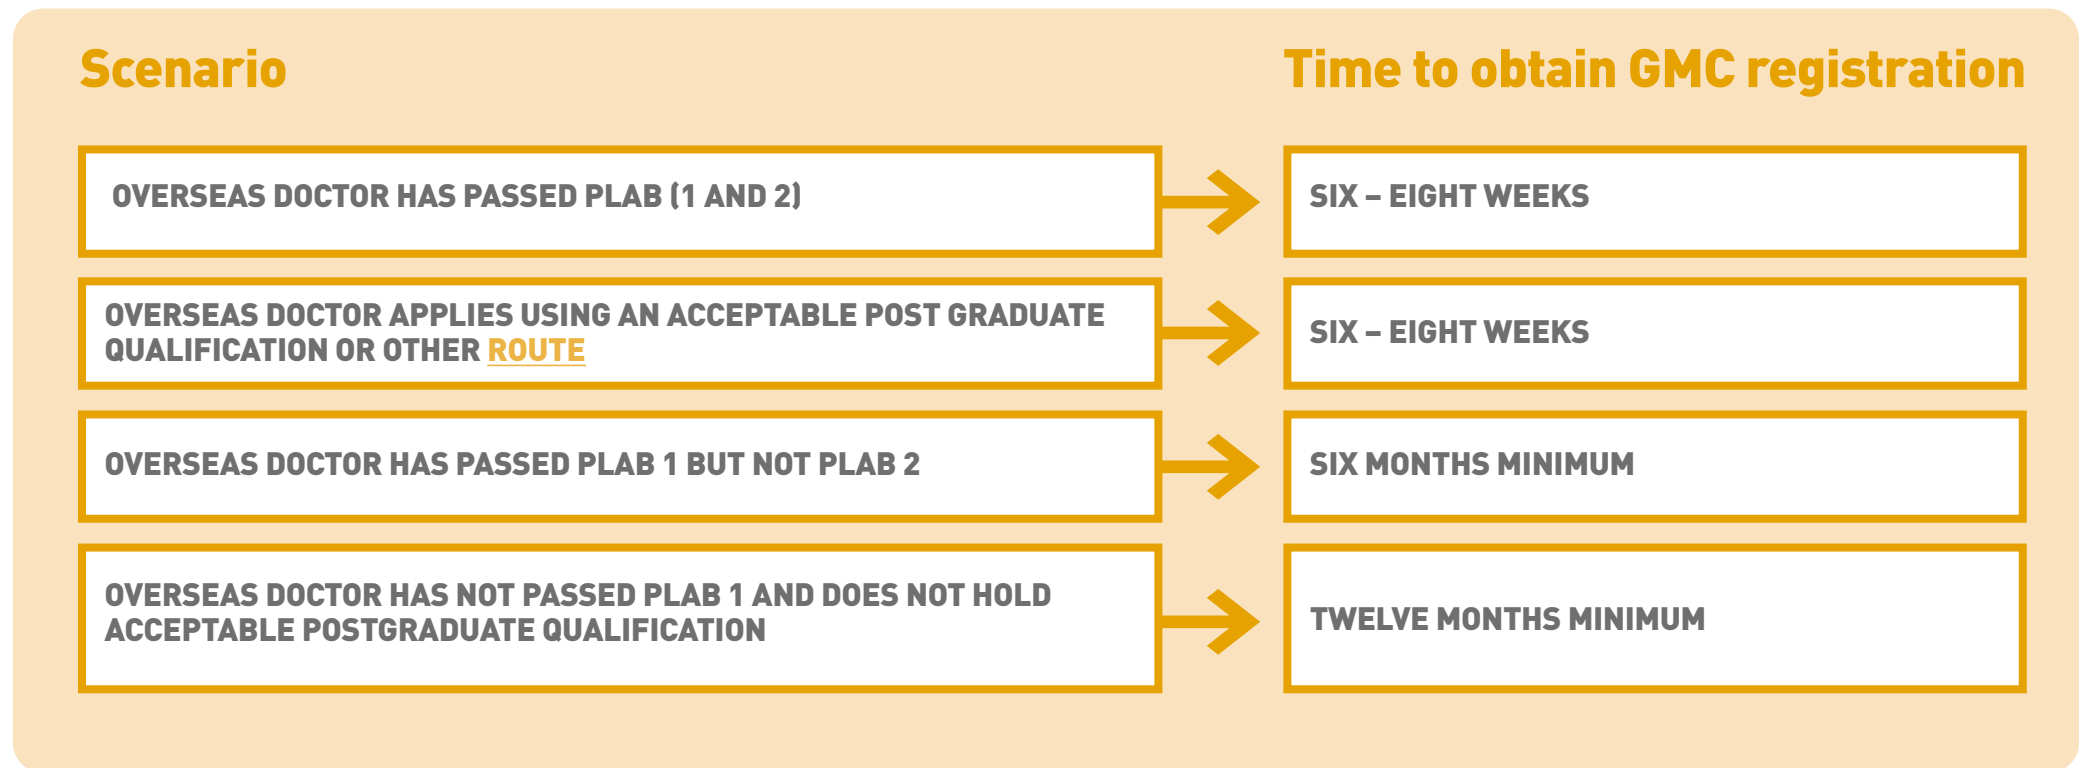 Scenario
Time to obtain GMC registration
OVERSEAS DOCTOR HAS PASSED PLAB (1 AND 2)
SIX – EIGHT WEEKS
OVERSEAS DOCTOR APPLIES USING AN ACCEPTABLE POST GRADUATE
QUALIFICATION OR OTHER ROUTE
SIX – EIGHT WEEKS
OVERSEAS DOCTOR HAS PASSED PLAB 1 BUT NOT PLAB 2
SIX MONTHS MINIMUM
OVERSEAS DOCTOR HAS NOT PASSED PLAB 1 AND DOES NOT HOLD
ACCEPTABLE POSTGRADUATE QUALIFICATION
TWELVE MONTHS MINIMUM